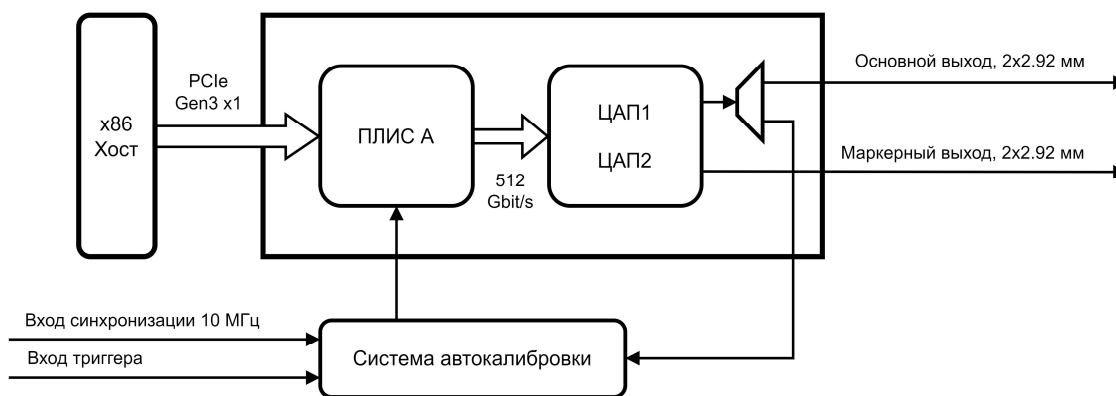 x86
Хост
PCIe
Gen3 x1
ПЛИС A
512
Gbit/s
ЦАП1
ЦАП2
Основной выход, 2x2.92 мм
Маркерный выход, 2x2.92 мм
Вход синхронизации 10 МГц
Вход триггера
Система автокалибровки